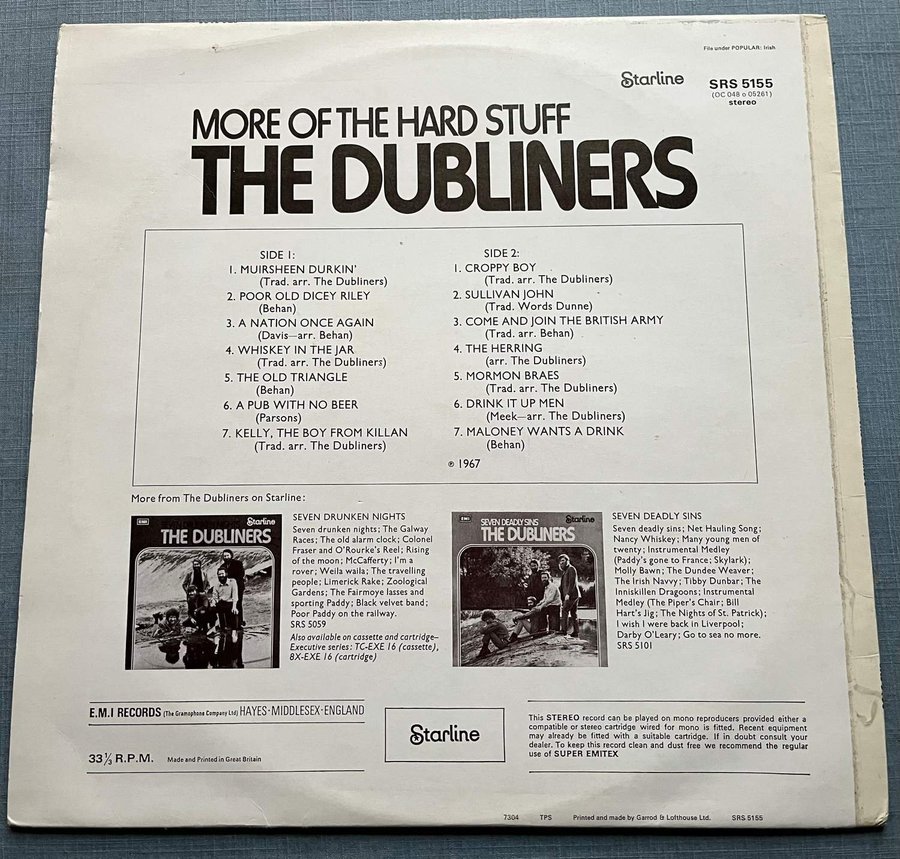 File under POPULAR: Irish
Starline
SRS 5155
(OC 048 o 05261)
stereo
MORE OF THE HARD STUFF
THE DUBLINERS
SIDE 1:
1. MUIRSHEEN DURKIN'
(Trad. arr. The Dubliners)
2. POOR OLD DICEY RILEY
(Behan)
3. A NATION ONCE AGAIN
(Davis—arr. Behan)
4. WHISKEY IN THE JAR
(Trad. arr. The Dubliners)
5. THE OLD TRIANGLE
(Behan)
6. A PUB WITH NO BEER
(Parsons)
7. KELLY, THE BOY FROM KILLAN
(Trad. arr. The Dubliners)
SIDE 2:
1. CROPPY BOY
(Trad. arr. The Dubliners)
2. SULLIVAN JOHN
(Trad. Words Dunne)
3. COME AND JOIN THE BRITISH ARMY
(Trad. arr. Behan)
4. THE HERRING
(arr. The Dubliners)
5. MORMON BRAES
(Trad. arr. The Dubliners)
6. DRINK IT UP MEN
(Meek—arr. The Dubliners)
7. MALONEY WANTS A DRINK
(Behan)
℗ 1967
More from The Dubliners on Starline:
EMI
Starline
THE DUBLINERS
SEVEN DRUNKEN NIGHTS
Seven drunken nights; The Galway
Races; The old alarm clock; Colonel
Fraser and O'Rourke's Reel; Rising
of the moon; McCafferty; I'm a
rover; Weila waila; The travelling
people; Limerick Rake; Zoological
Gardens; The Fairmoye lasses and
sporting Paddy; Black velvet band;
Poor Paddy on the railway.
SRS 5059
Also available on cassette and cartridge–
Executive series: TC-EXE 16 (cassette),
8X-EXE 16 (cartridge)
EMI
SEVEN DEADLY SINS
Starline
THE DUBLINERS
SEVEN DEADLY SINS
Seven deadly sins; Net Hauling Song;
Nancy Whiskey; Many young men of
twenty; Instrumental Medley
(Paddy's gone to France; Skylark);
Molly Bawn; The Dundee Weaver;
The Irish Navvy; Tibby Dunbar; The
Inniskillen Dragoons; Instrumental
Medley (The Piper's Chair; Bill
Hart's Jig; The Nights of St. Patrick);
I wish I were back in Liverpool;
Darby O'Leary; Go to sea no more.
SRS 5101
E.M.I RECORDS (The Gramophone Company Ltd) HAYES·MIDDLESEX·ENGLAND
33⅓ R.P.M. Made and Printed in Great Britain
Starline
This STEREO record can be played on mono reproducers provided either a
compatible or stereo cartridge wired for mono is fitted. Recent equipment
may already be fitted with a suitable cartridge. If in doubt consult your
dealer. To keep this record clean and dust free we recommend the regular
use of SUPER EMITEX
7304 TPS Printed and made by Garrod & Lofthouse Ltd. SRS 5155